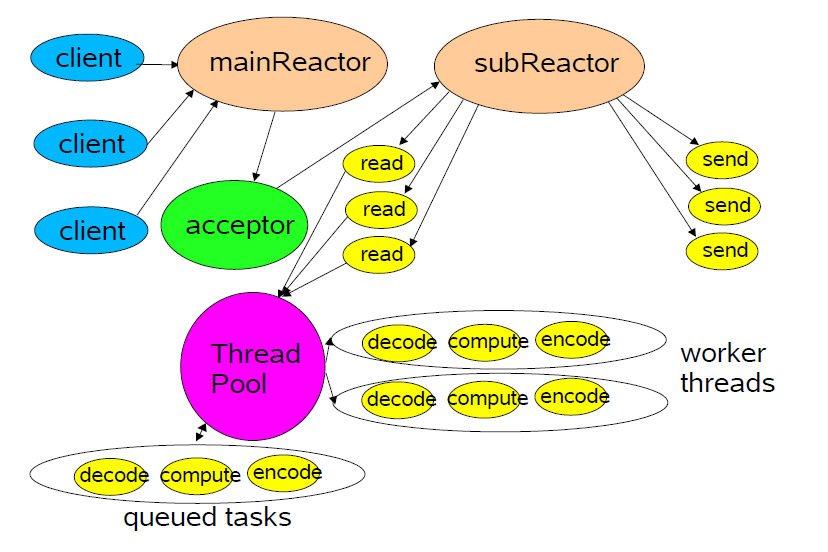 client
mainReactor
subReactor
client
read
send
client
acceptor
read
send
read
send
Thread
Pool
decode
compute
encode
worker
threads
decode
compute
encode
decode
compute
encode
queued tasks